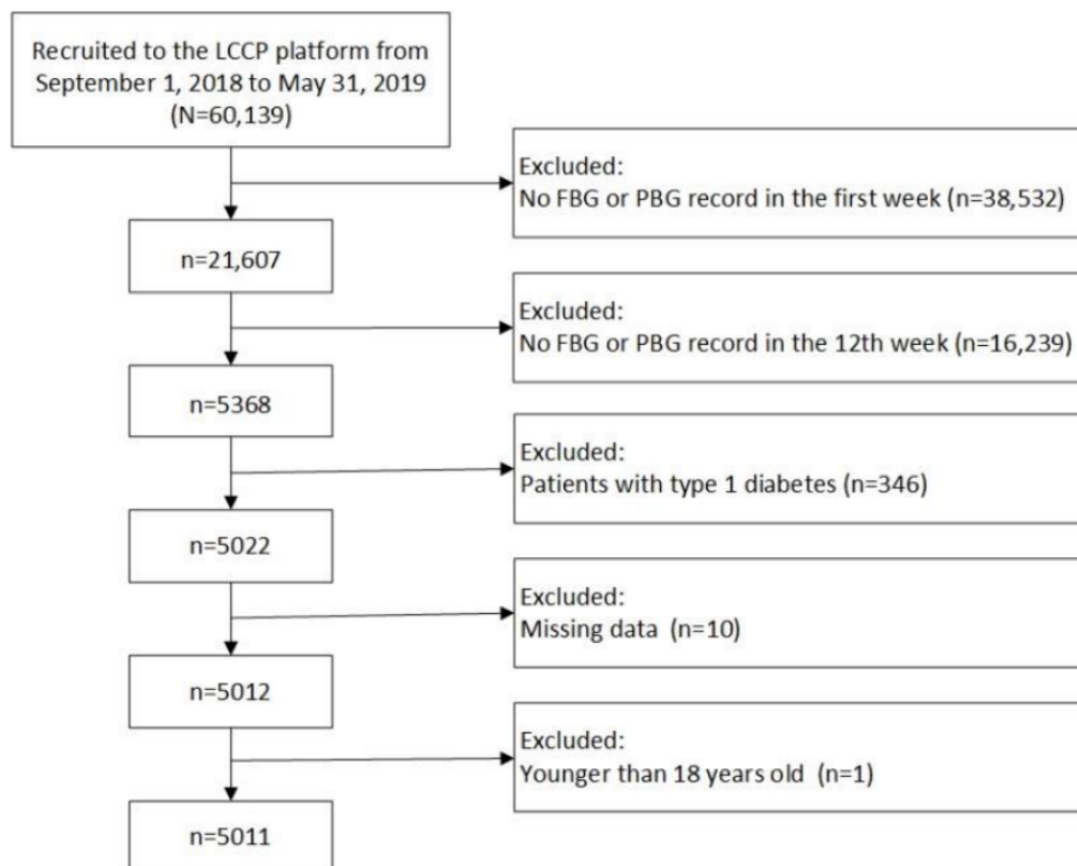 Recruited to the LCCP platform from
September 1, 2018 to May 31, 2019
(N=60,139)
Excluded:
No FBG or PBG record in the first week (n=38,532)
n=21,607
Excluded:
No FBG or PBG record in the 12th week (n=16,239)
n=5368
Excluded:
Patients with type 1 diabetes (n=346)
n=5022
Excluded:
Missing data (n=10)
n=5012
Excluded:
Younger than 18 years old (n=1)
n=5011